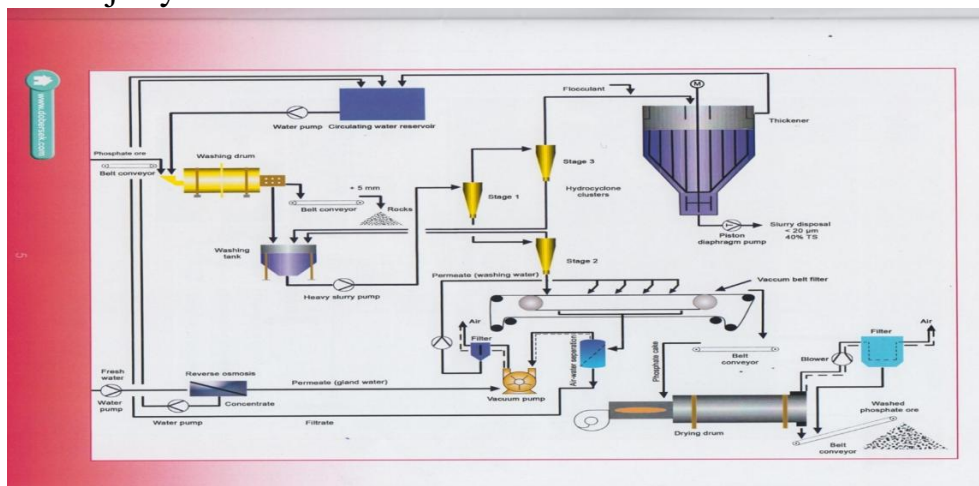 www.dohertek.com
Flocculant
M
Thickener
Water pump
Circulating water reservoir
Phosphate ore
Belt conveyor
Washing drum
+ 5 mm
Belt conveyor
Rocks
Stage 1
Stage 3
Hydrocyclone
clusters
Slurry disposal
< 20 µm
40% TS
Piston
diaphragm pump
Washing
tank
Stage 2
Heavy slurry pump
Permeate (washing water)
Vaccum belt filter
Air
Filter
Air-water separation
Phosphate cake
Belt
conveyor
Blower
Filter
Air
Fresh
water
Water
pump
Reverse osmosis
Permeate (gland water)
Concentrate
Water pump
Filtrate
Vacuum pump
Drying drum
Washed
phosphate ore
Belt
conveyor
5